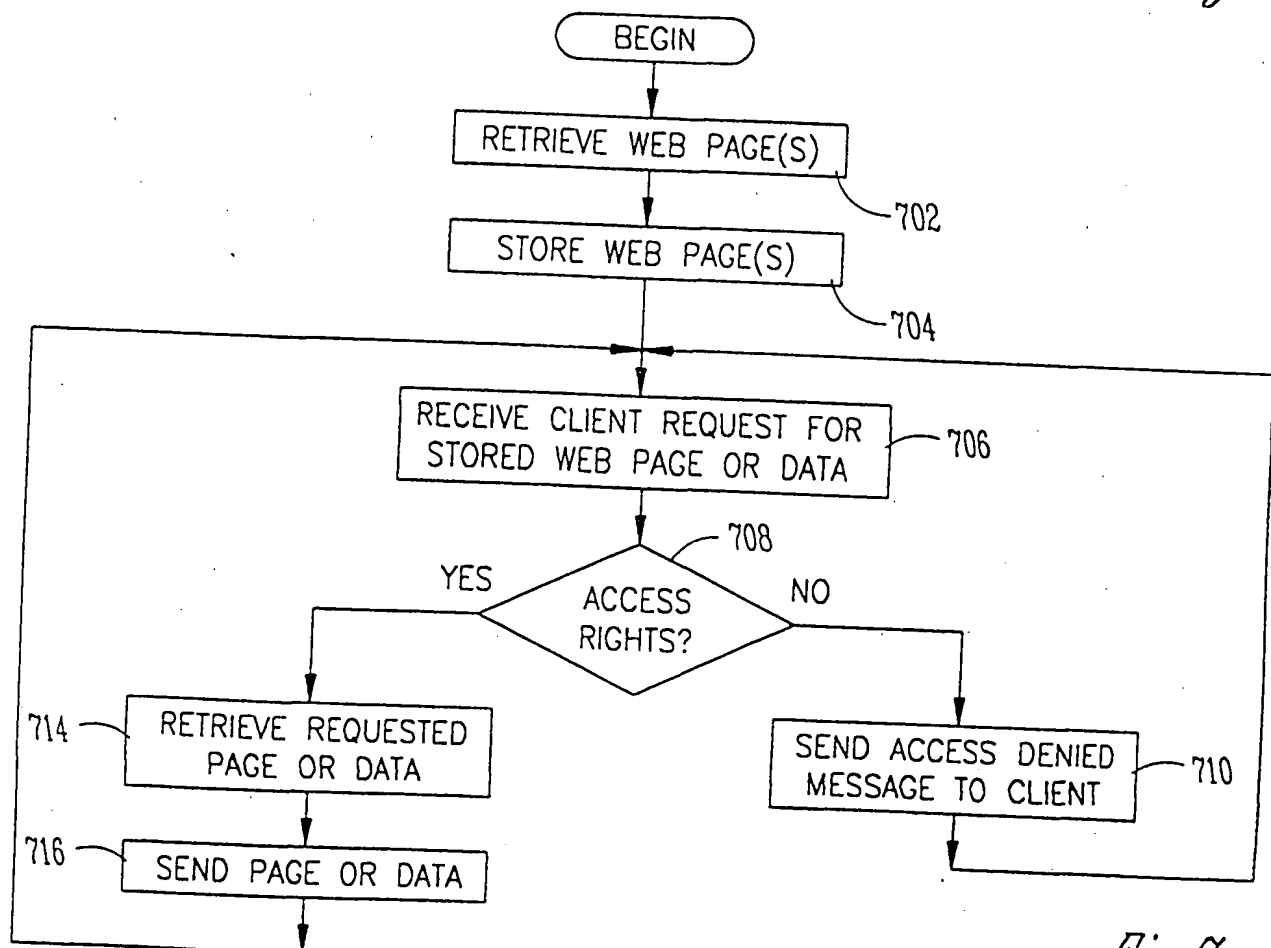 BEGIN
RETRIEVE WEB PAGE(S)
702
STORE WEB PAGE(S)
704
RECEIVE CLIENT REQUEST FOR
STORED WEB PAGE OR DATA
706
708
YES
NO
ACCESS
RIGHTS?
714
RETRIEVE REQUESTED
PAGE OR DATA
SEND ACCESS DENIED
MESSAGE TO CLIENT
710
716
SEND PAGE OR DATA